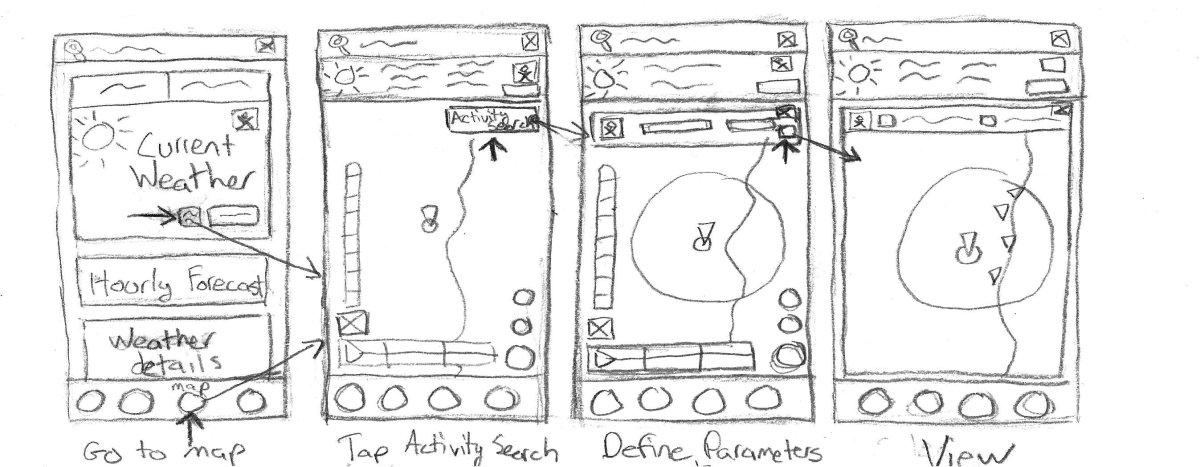 Current
Weather
Hourly Forecast
Weather
details
map
Go to map
Activity
Search
Tap Activity Search
Define Parameters
View